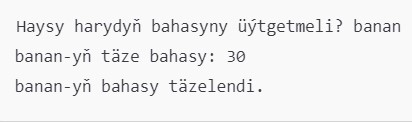 Haysy harydyň bahasyny üýtgetmeli? banan
banan-yň täze bahasy: 30
banan-yň bahasy täzelendi.